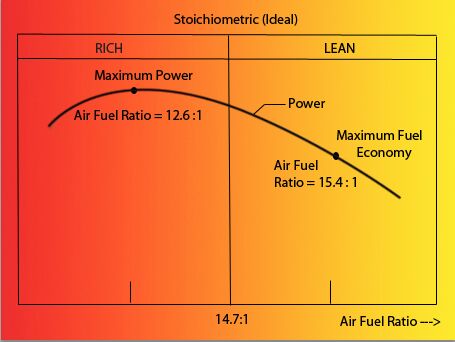 Stoichiometric (Ideal)
RICH
LEAN
Maximum Power
Air Fuel Ratio = 12.6 :1
Power
Maximum Fuel
Economy
Air Fuel
Ratio = 15.4 : 1
14.7:1
Air Fuel Ratio --->